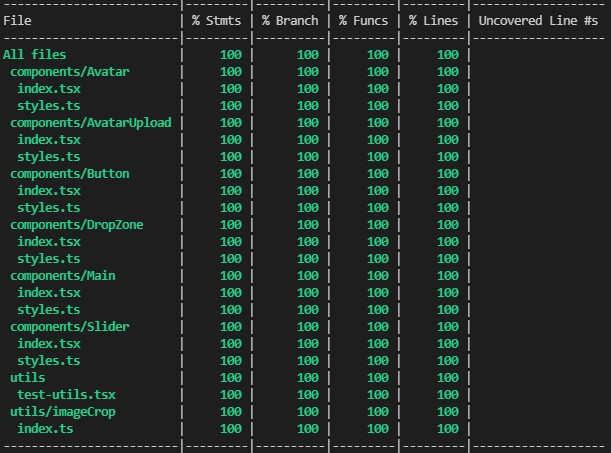 --------------------------|---------|----------|---------|---------|-------------------
File                      | % Stmts | % Branch | % Funcs | % Lines | Uncovered Line #s
--------------------------|---------|----------|---------|---------|-------------------
All files                 |     100 |      100 |     100 |     100 |
 components/Avatar        |     100 |      100 |     100 |     100 |
  index.tsx               |     100 |      100 |     100 |     100 |
  styles.ts               |     100 |      100 |     100 |     100 |
 components/AvatarUpload  |     100 |      100 |     100 |     100 |
  index.tsx               |     100 |      100 |     100 |     100 |
  styles.ts               |     100 |      100 |     100 |     100 |
 components/Button        |     100 |      100 |     100 |     100 |
  index.tsx               |     100 |      100 |     100 |     100 |
  styles.ts               |     100 |      100 |     100 |     100 |
 components/DropZone      |     100 |      100 |     100 |     100 |
  index.tsx               |     100 |      100 |     100 |     100 |
  styles.ts               |     100 |      100 |     100 |     100 |
 components/Main          |     100 |      100 |     100 |     100 |
  index.tsx               |     100 |      100 |     100 |     100 |
  styles.ts               |     100 |      100 |     100 |     100 |
 components/Slider        |     100 |      100 |     100 |     100 |
  index.tsx               |     100 |      100 |     100 |     100 |
  styles.ts               |     100 |      100 |     100 |     100 |
 utils                    |     100 |      100 |     100 |     100 |
  test-utils.tsx          |     100 |      100 |     100 |     100 |
 utils/imageCrop          |     100 |      100 |     100 |     100 |
  index.ts                |     100 |      100 |     100 |     100 |
--------------------------|---------|----------|---------|---------|-------------------